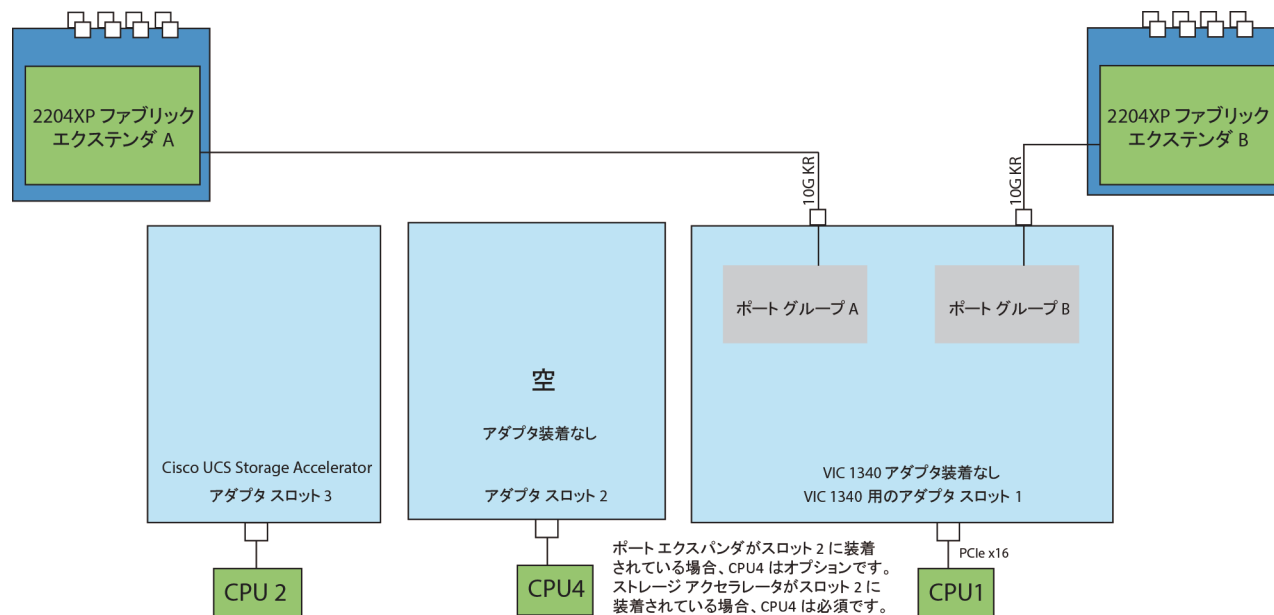 2204XP ファブリック
エクステンダ A
2204XP ファブリック
エクステンダ B
10G KR
10G KR
ポート グループ A
ポート グループ B
空
アダプタ装着なし
Cisco UCS Storage Accelerator
アダプタ スロット 3
アダプタ スロット 2
VIC 1340 アダプタ装着なし
VIC 1340 用のアダプタ スロット 1
ポート エクスパンダがスロット 2 に装着
されている場合、CPU4 はオプションです。
ストレージ アクセラレータがスロット 2 に
装着されている場合、CPU4 は必須です。
PCIe x16
CPU 2
CPU4
CPU1